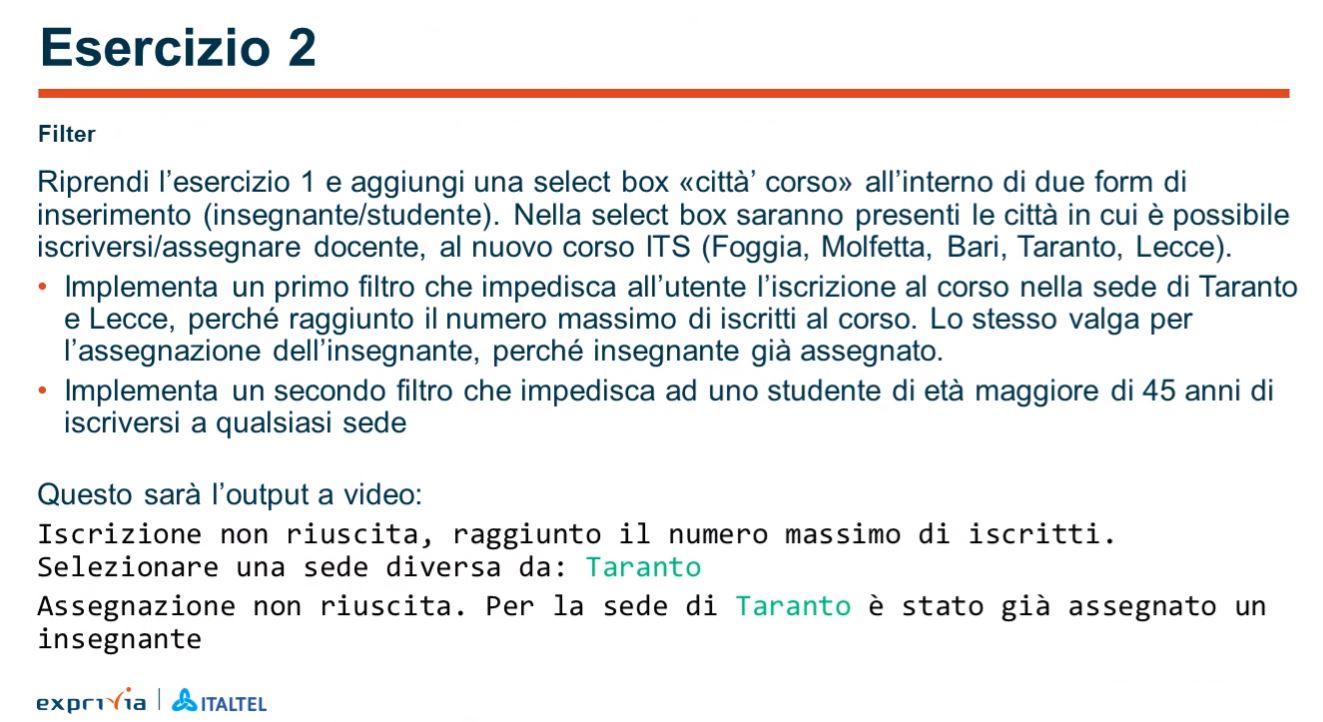 Esercizio 2
Filter
Riprendi l’esercizio 1 e aggiungi una select box «città’ corso» all’interno di due form di
inserimento (insegnante/studente). Nella select box saranno presenti le città in cui è possibile
iscriversi/assegnare docente, al nuovo corso ITS (Foggia, Molfetta, Bari, Taranto, Lecce).
• Implementa un primo filtro che impedisca all’utente l’iscrizione al corso nella sede di Taranto
e Lecce, perché raggiunto il numero massimo di iscritti al corso. Lo stesso valga per
l’assegnazione dell’insegnante, perché insegnante già assegnato.
• Implementa un secondo filtro che impedisca ad uno studente di età maggiore di 45 anni di
iscriversi a qualsiasi sede
Questo sarà l’output a video:
Iscrizione non riuscita, raggiunto il numero massimo di iscritti.
Selezionare una sede diversa da: Taranto
Assegnazione non riuscita. Per la sede di Taranto è stato già assegnato un
insegnante
exprivia | ITALTEL